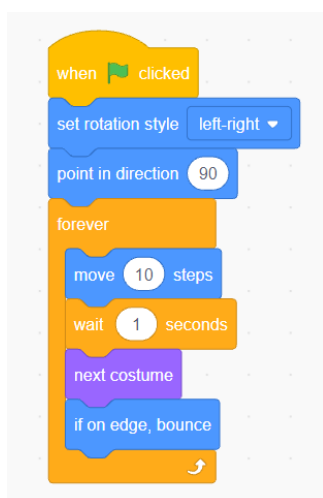 when clicked
set rotation style left-right
point in direction 90
forever
move 10 steps
wait 1 seconds
next costume
if on edge, bounce